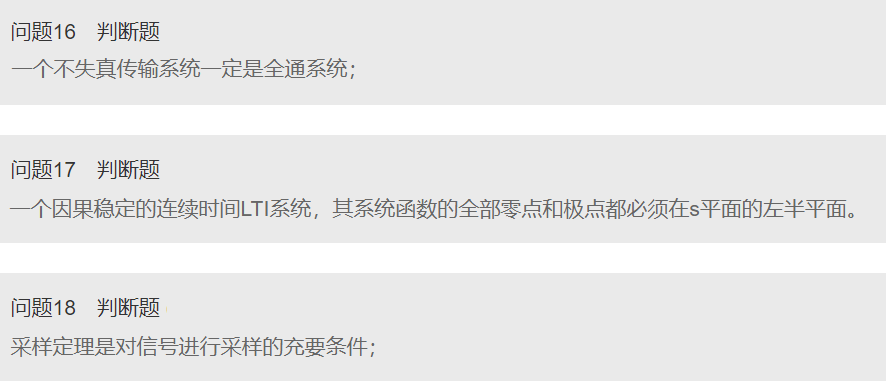 问题16 判断题
一个不失真传输系统一定是全通系统；
问题17 判断题
一个因果稳定的连续时间LTI系统，其系统函数的全部零点和极点都必须在s平面的左半平面。
问题18 判断题
采样定理是对信号进行采样的充要条件；